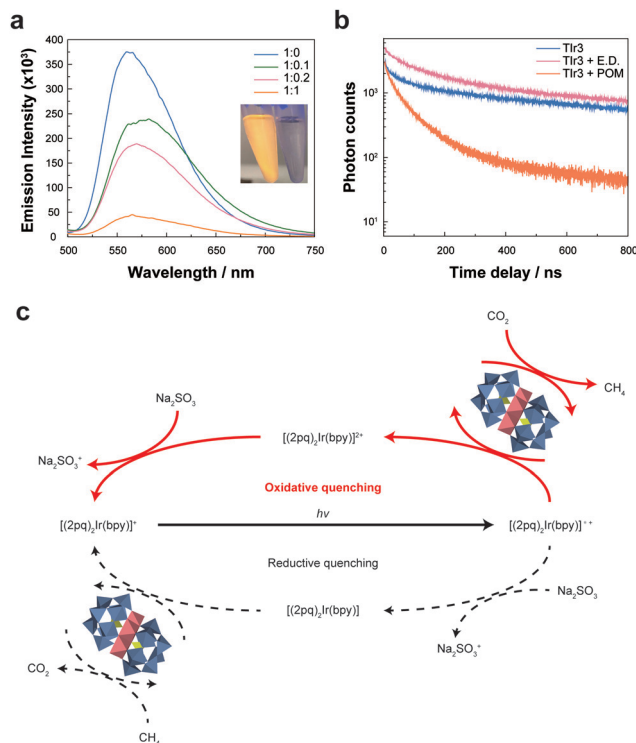 a
Emission Intensity (x10³)
400
350
300
250
200
150
100
50
0
500
550
600
650
700
750
Wavelength / nm
1:0
1:0.1
1:0.2
1:1
b
Photon counts
10³
10²
10¹
0
200
400
600
800
Time delay / ns
TIr3
TIr3 + E.D.
TIr3 + POM
c
CO₂
CH₄
Na₂SO₃
Na₂SO₃⁺
[(2pq)₂Ir(bpy)]²⁺
Oxidative quenching
[(2pq)₂Ir(bpy)]⁺
hv
[(2pq)₂Ir(bpy)]⁺⁺
Reductive quenching
Na₂SO₃
[(2pq)₂Ir(bpy)]
Na₂SO₃⁺
CO₂
CH₄